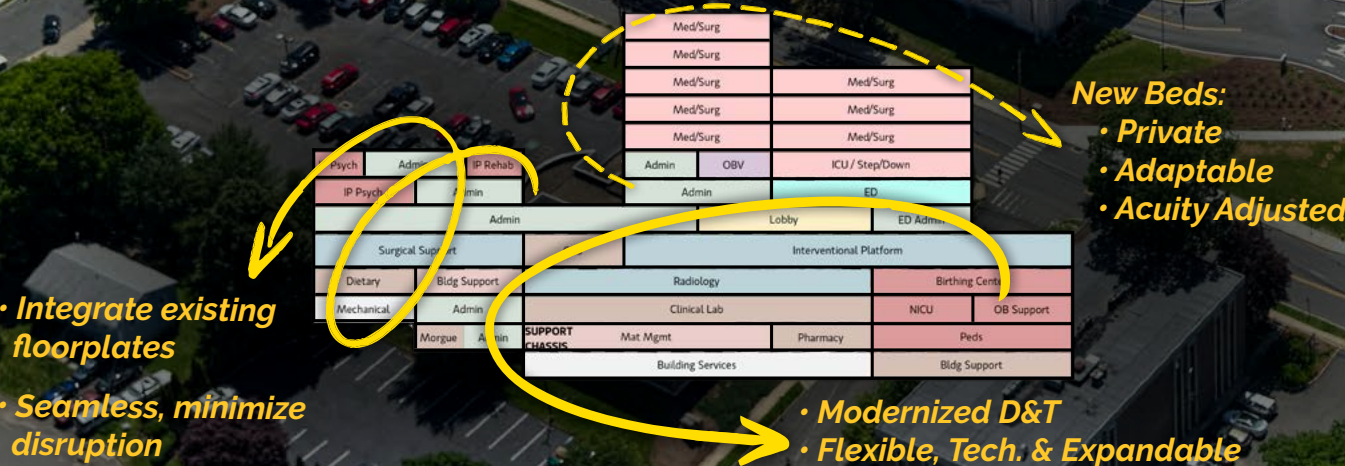 Med/Surg
Med/Surg
Med/Surg Med/Surg
Med/Surg Med/Surg
Med/Surg Med/Surg
Psych Admin IP Rehab Admin OBV ICU / Step/Down
IP Psych Admin Admin ED
Admin Lobby ED Admin
Surgical Support Interventional Platform
Dietary Bldg Support Radiology Birthing Center
Mechanical Admin Clinical Lab NICU OB Support
Morgue Admin SUPPORT CHASSIS Mat Mgmt Pharmacy Peds
Building Services Bldg Support
New Beds:
• Private
• Adaptable
• Acuity Adjusted
• Integrate existing
floorplates
• Seamless, minimize
disruption
• Modernized D&T
• Flexible, Tech. & Expandable